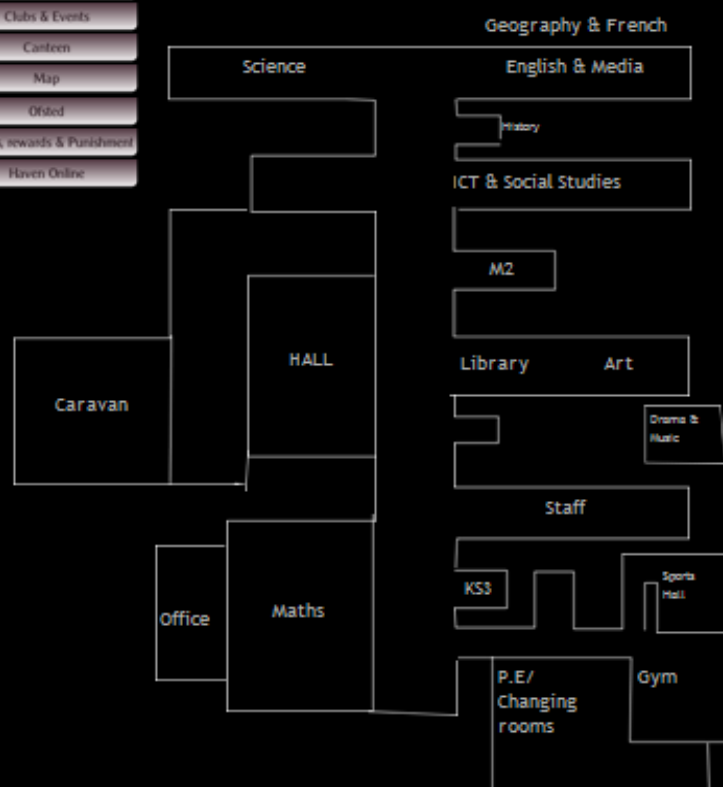 Clubs & Events
Canteen
Map
Ofsted
, rewards & Punishment
Haven Online
Geography & French
Science
English & Media
History
ICT & Social Studies
M2
HALL
Library
Art
Caravan
Drama &
Music
Staff
Sports
Hall
KS3
Office
Maths
P.E/
Changing
rooms
Gym